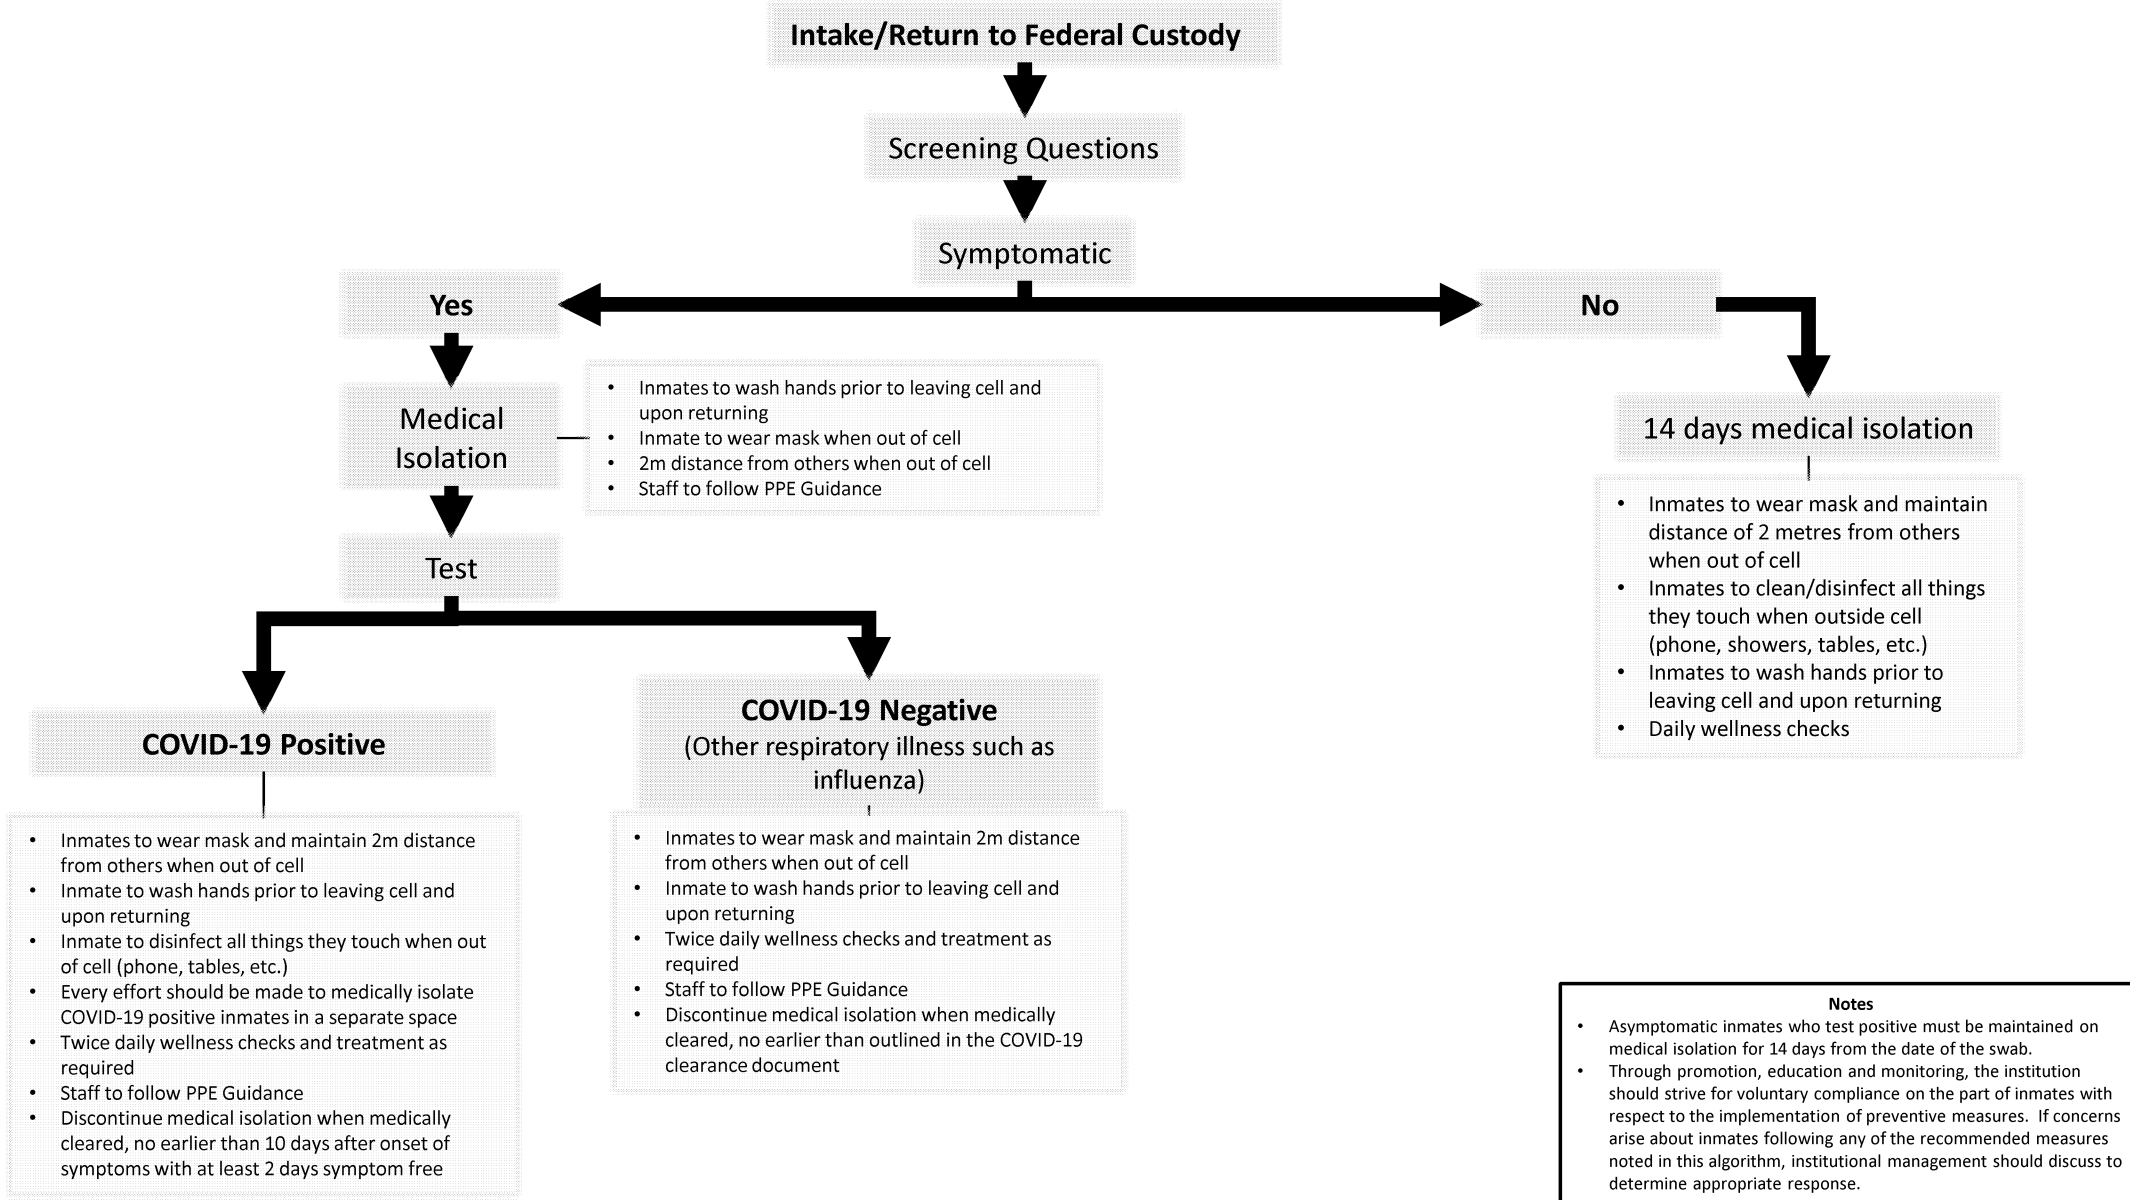 Intake/Return to Federal Custody
Screening Questions
Symptomatic
Yes
No
Medical
Isolation
• Inmates to wash hands prior to leaving cell and
upon returning
• Inmate to wear mask when out of cell
• 2m distance from others when out of cell
• Staff to follow PPE Guidance
14 days medical isolation
• Inmates to wear mask and maintain
distance of 2 metres from others
when out of cell
• Inmates to clean/disinfect all things
they touch when outside cell
(phone, showers, tables, etc.)
• Inmates to wash hands prior to
leaving cell and upon returning
• Daily wellness checks
Test
COVID-19 Positive
• Inmates to wear mask and maintain 2m distance
from others when out of cell
• Inmate to wash hands prior to leaving cell and
upon returning
• Inmate to disinfect all things they touch when out
of cell (phone, tables, etc.)
• Every effort should be made to medically isolate
COVID-19 positive inmates in a separate space
• Twice daily wellness checks and treatment as
required
• Staff to follow PPE Guidance
• Discontinue medical isolation when medically
cleared, no earlier than 10 days after onset of
symptoms with at least 2 days symptom free
COVID-19 Negative
(Other respiratory illness such as
influenza)
• Inmates to wear mask and maintain 2m distance
from others when out of cell
• Inmate to wash hands prior to leaving cell and
upon returning
• Twice daily wellness checks and treatment as
required
• Staff to follow PPE Guidance
• Discontinue medical isolation when medically
cleared, no earlier than outlined in the COVID-19
clearance document
Notes
• Asymptomatic inmates who test positive must be maintained on
medical isolation for 14 days from the date of the swab.
• Through promotion, education and monitoring, the institution
should strive for voluntary compliance on the part of inmates with
respect to the implementation of preventive measures. If concerns
arise about inmates following any of the recommended measures
noted in this algorithm, institutional management should discuss to
determine appropriate response.